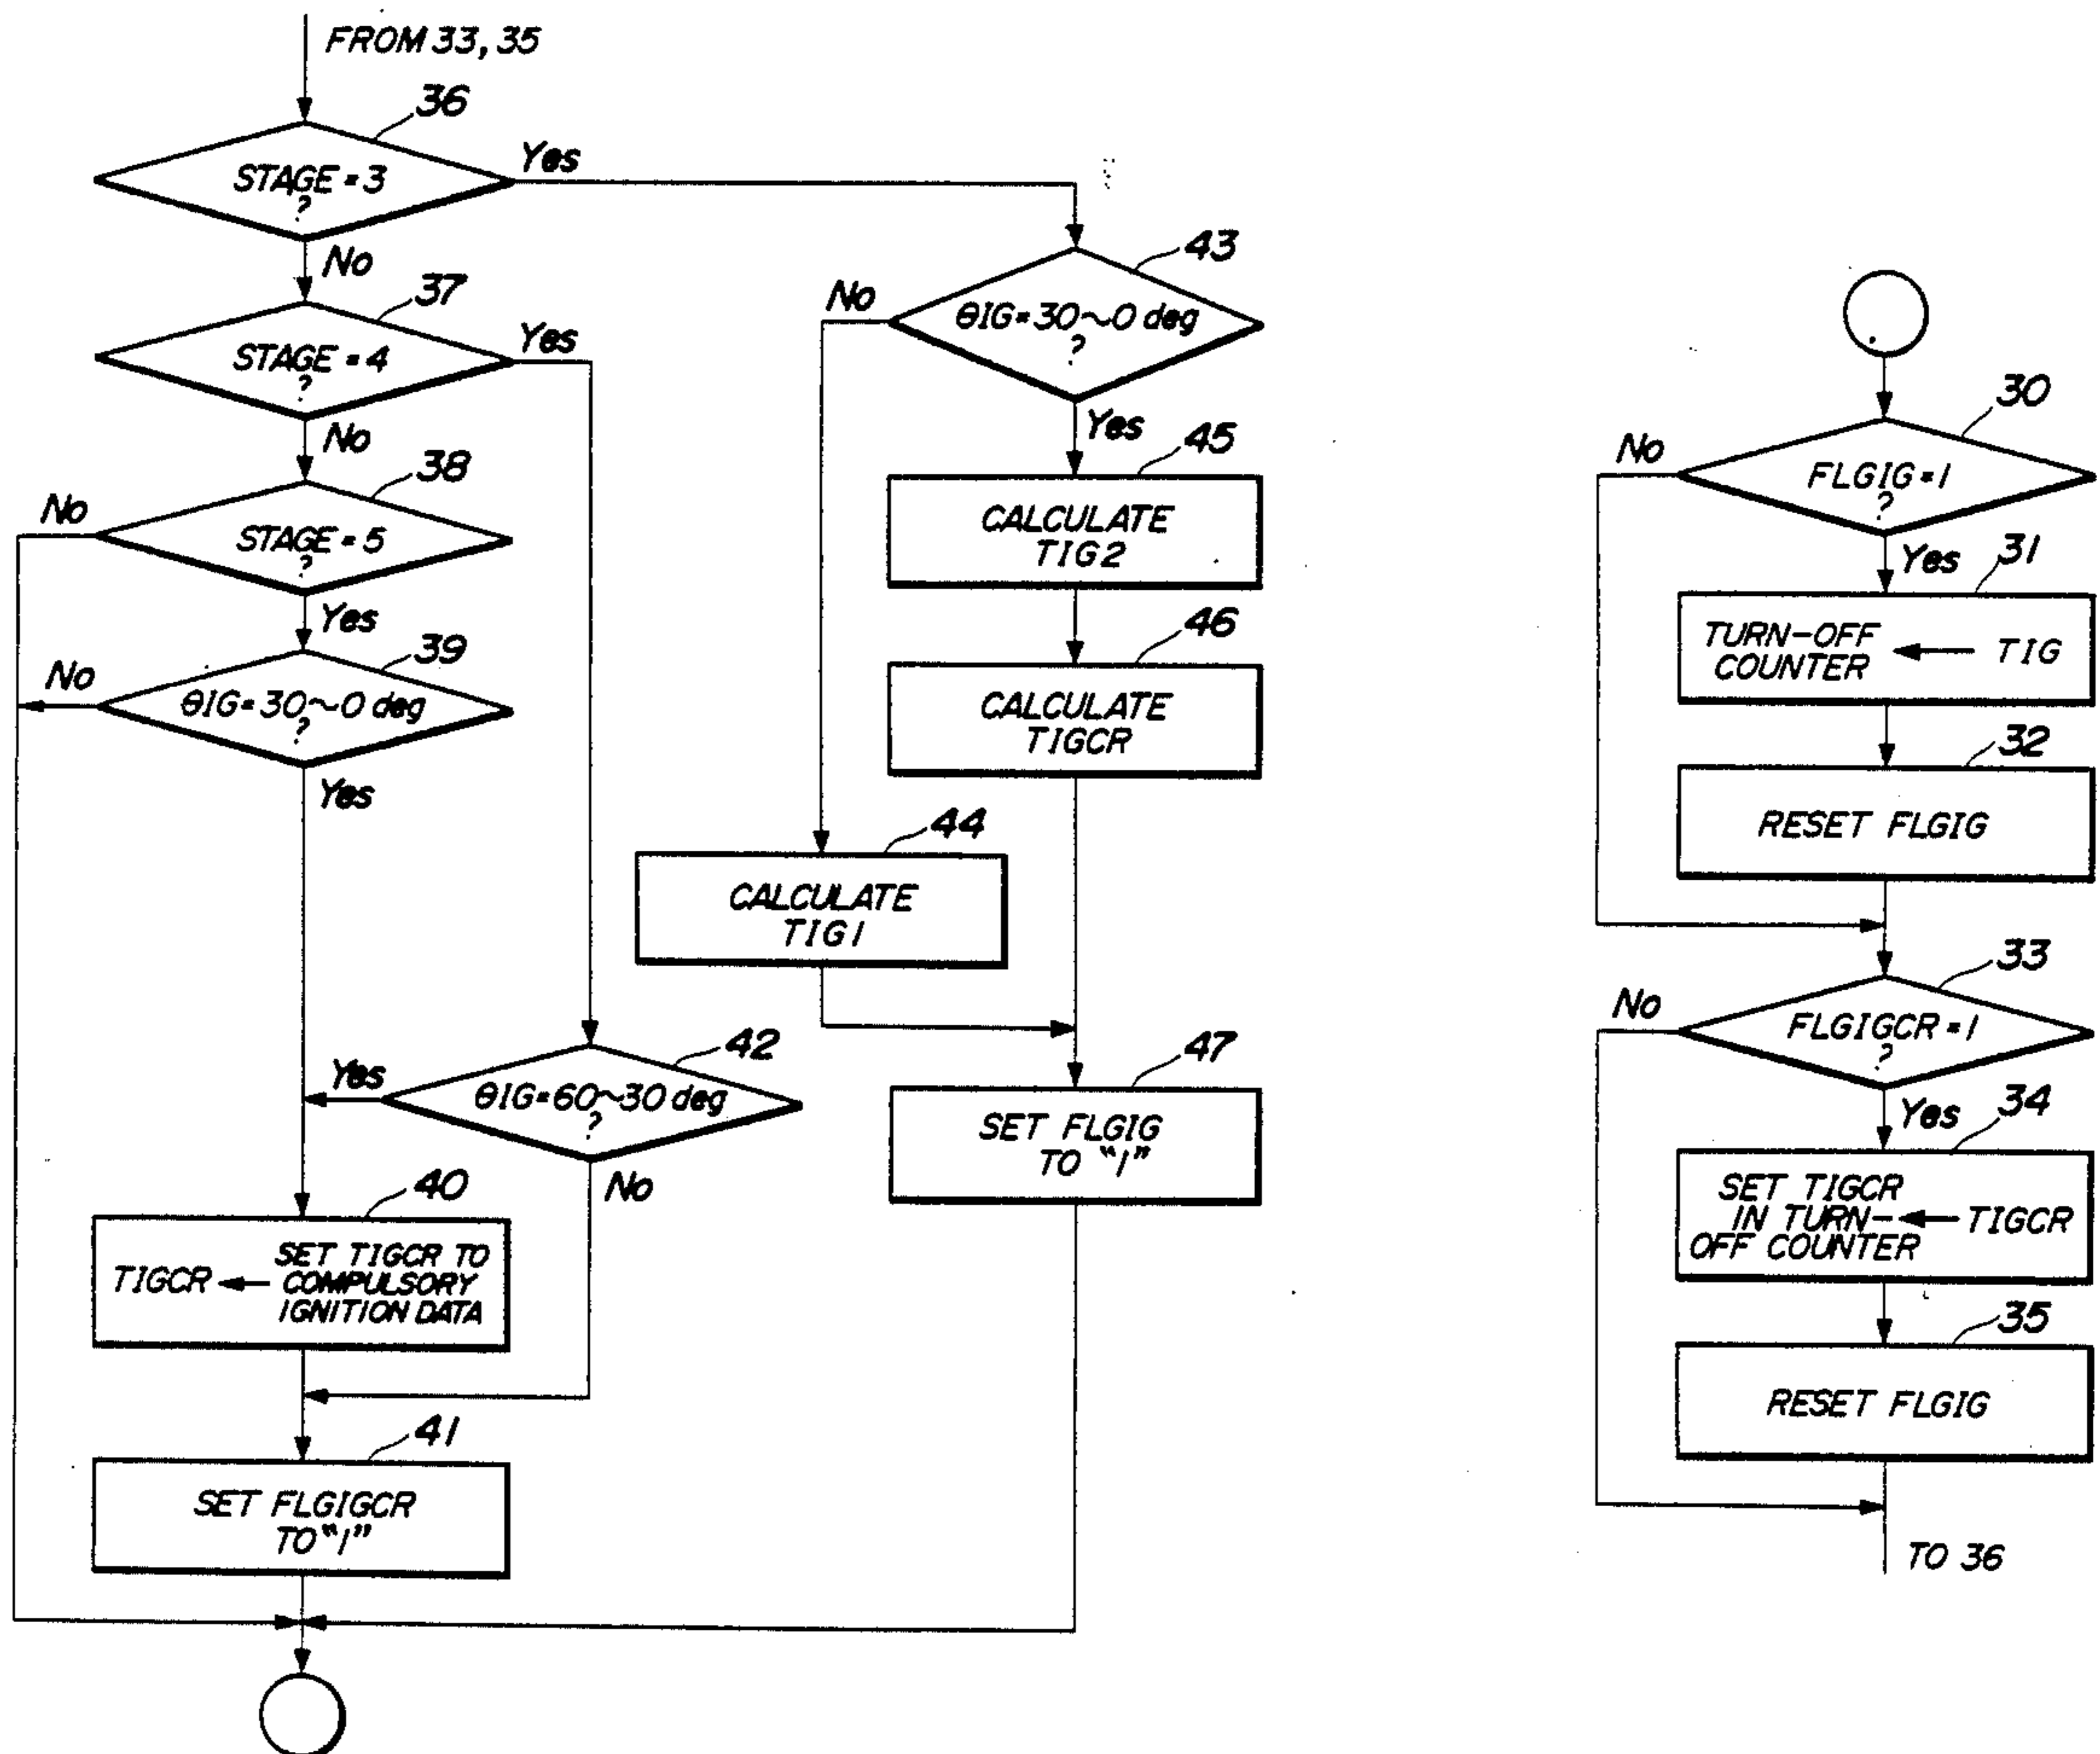 FROM 33, 35
36
STAGE = 3
?
Yes
No
37
STAGE = 4
?
Yes
No
38
STAGE = 5
?
No
Yes
39
θIG = 30~0 deg
?
No
Yes
43
θIG = 30~0 deg
?
No
Yes
45
CALCULATE
TIG2
46
CALCULATE
TIGCR
44
CALCULATE
TIG1
42
θIG = 60~30 deg
?
Yes
No
47
SET FLGIG
TO "1"
40
TIGCR ← SET TIGCR TO
COMPULSORY
IGNITION DATA
41
SET FLGIGCR
TO "1"
30
FLGIG = 1
?
No
Yes
31
TURN-OFF
COUNTER ← TIG
32
RESET FLGIG
33
FLGIGCR = 1
?
No
Yes
34
SET TIGCR
IN TURN- ← TIGCR
OFF COUNTER
35
RESET FLGIG
TO 36